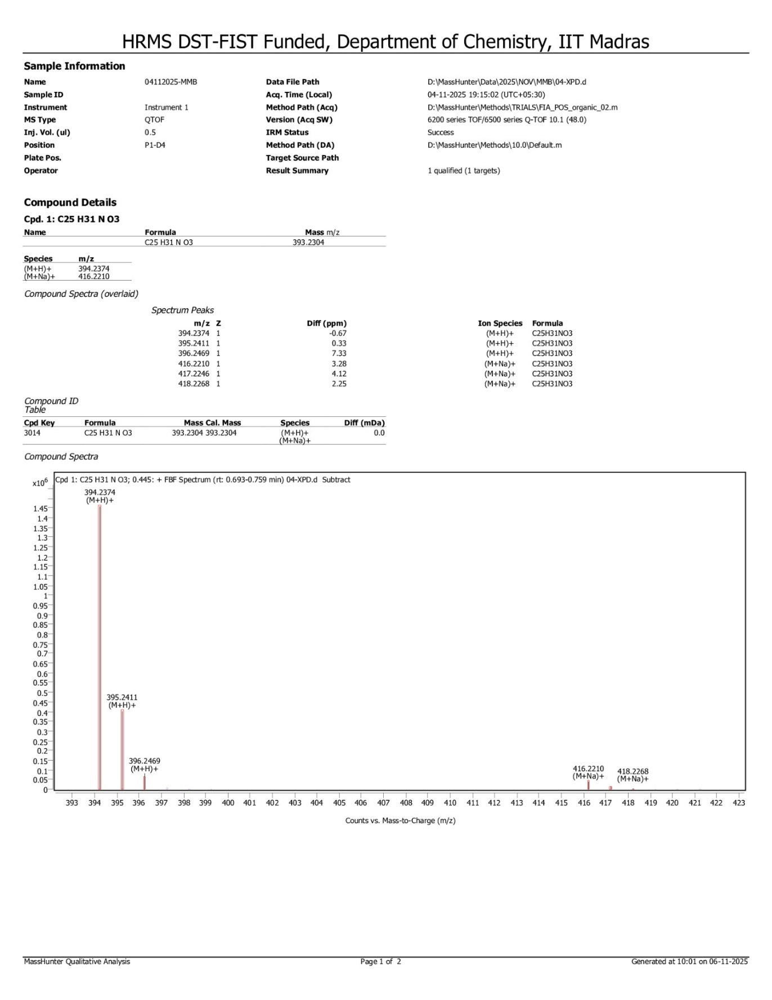 HRMS DST-FIST Funded, Department of Chemistry, IIT Madras
Sample Information
Name 04112025-MMB Data File Path D:\MassHunter\Data\2025\NOV\MMB\04-XPD.d
Sample ID Acq. Time (Local) 04-11-2025 19:15:02 (UTC+05:30)
Instrument Instrument 1 Method Path (Acq) D:\MassHunter\Methods\TRIALS\FIA_POS_organic_02.m
MS Type QTOF Version (Acq SW) 6200 series TOF/6500 series Q-TOF 10.1 (48.0)
Inj. Vol. (ul) 0.5 IRM Status Success
Position P1-D4 Method Path (DA) D:\MassHunter\Methods\10.0\Default.m
Plate Pos. Target Source Path
Operator Result Summary 1 qualified (1 targets)
Compound Details
Cpd. 1: C25 H31 N O3
Name Formula Mass m/z
C25 H31 N O3 393.2304
Species m/z
(M+H)+ 394.2374
(M+Na)+ 416.2210
Compound Spectra (overlaid)
Spectrum Peaks
m/z Z Diff (ppm) Ion Species Formula
394.2374 1 -0.67 (M+H)+ C25H31NO3
395.2411 1 0.33 (M+H)+ C25H31NO3
396.2469 1 7.33 (M+H)+ C25H31NO3
416.2210 1 3.28 (M+Na)+ C25H31NO3
417.2246 1 4.12 (M+Na)+ C25H31NO3
418.2268 1 2.25 (M+Na)+ C25H31NO3
Compound ID
Table
Cpd Key Formula Mass Cal. Mass Species Diff (mDa)
3014 C25 H31 N O3 393.2304 393.2304 (M+H)+ 0.0
(M+Na)+
Compound Spectra
x10⁶ Cpd 1: C25 H31 N O3; 0.445: + FBF Spectrum (rt: 0.693-0.759 min) 04-XPD.d Subtract
394.2374
(M+H)+
1.45
1.4
1.35
1.3
1.25
1.2
1.15
1.1
1.05
1
0.95
0.9
0.85
0.8
0.75
0.7
0.65
0.6
0.55
0.5
0.45
0.4
0.35
0.3
0.25
0.2
0.15
0.1
0.05
0
395.2411
(M+H)+
396.2469
(M+H)+
416.2210
(M+Na)+
418.2268
(M+Na)+
393 394 395 396 397 398 399 400 401 402 403 404 405 406 407 408 409 410 411 412 413 414 415 416 417 418 419 420 421 422 423
Counts vs. Mass-to-Charge (m/z)
MassHunter Qualitative Analysis Page 1 of 2 Generated at 10:01 on 06-11-2025